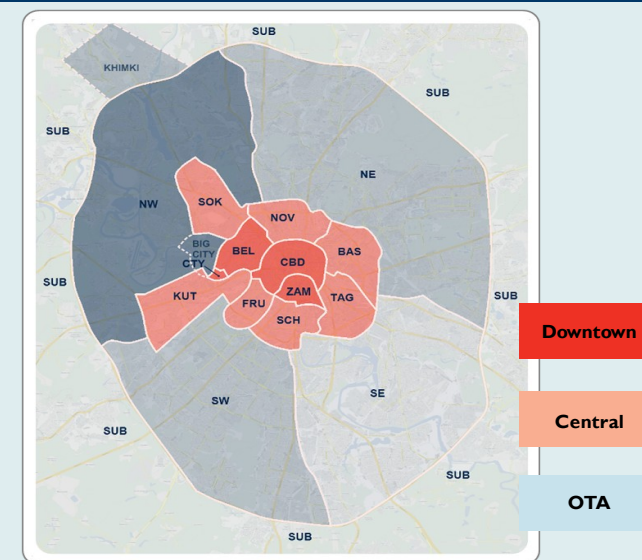 SUB
KHIMKI
SUB
SUB
NE
SOK
NW
NOV
BIG
CITY
CTY
BEL
BAS
CBD
SUB
KUT
ZAM
TAG
SUB
FRU
SCH
Downtown
SE
SW
Central
SUB
SUB
OTA
SUB